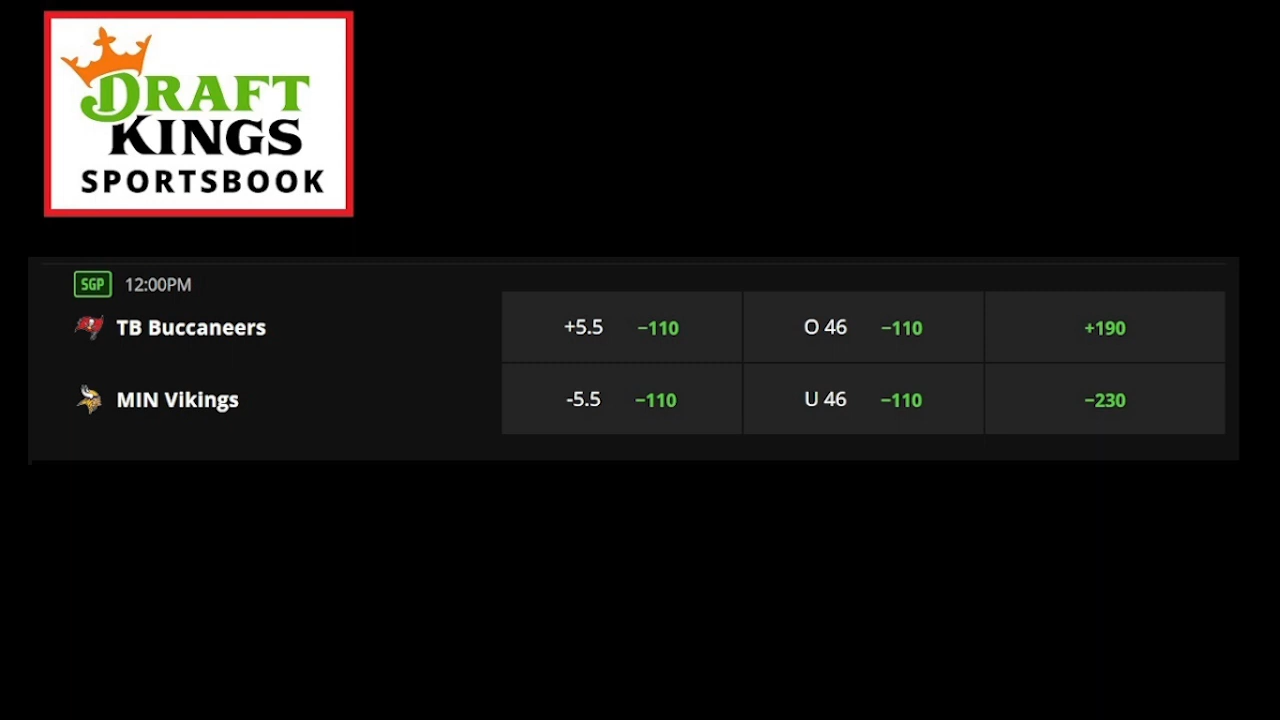 DRAFT
KINGS
SPORTSBOOK
SGP 12:00PM
TB Buccaneers +5.5 −110 O 46 −110 +190
MIN Vikings -5.5 −110 U 46 −110 −230